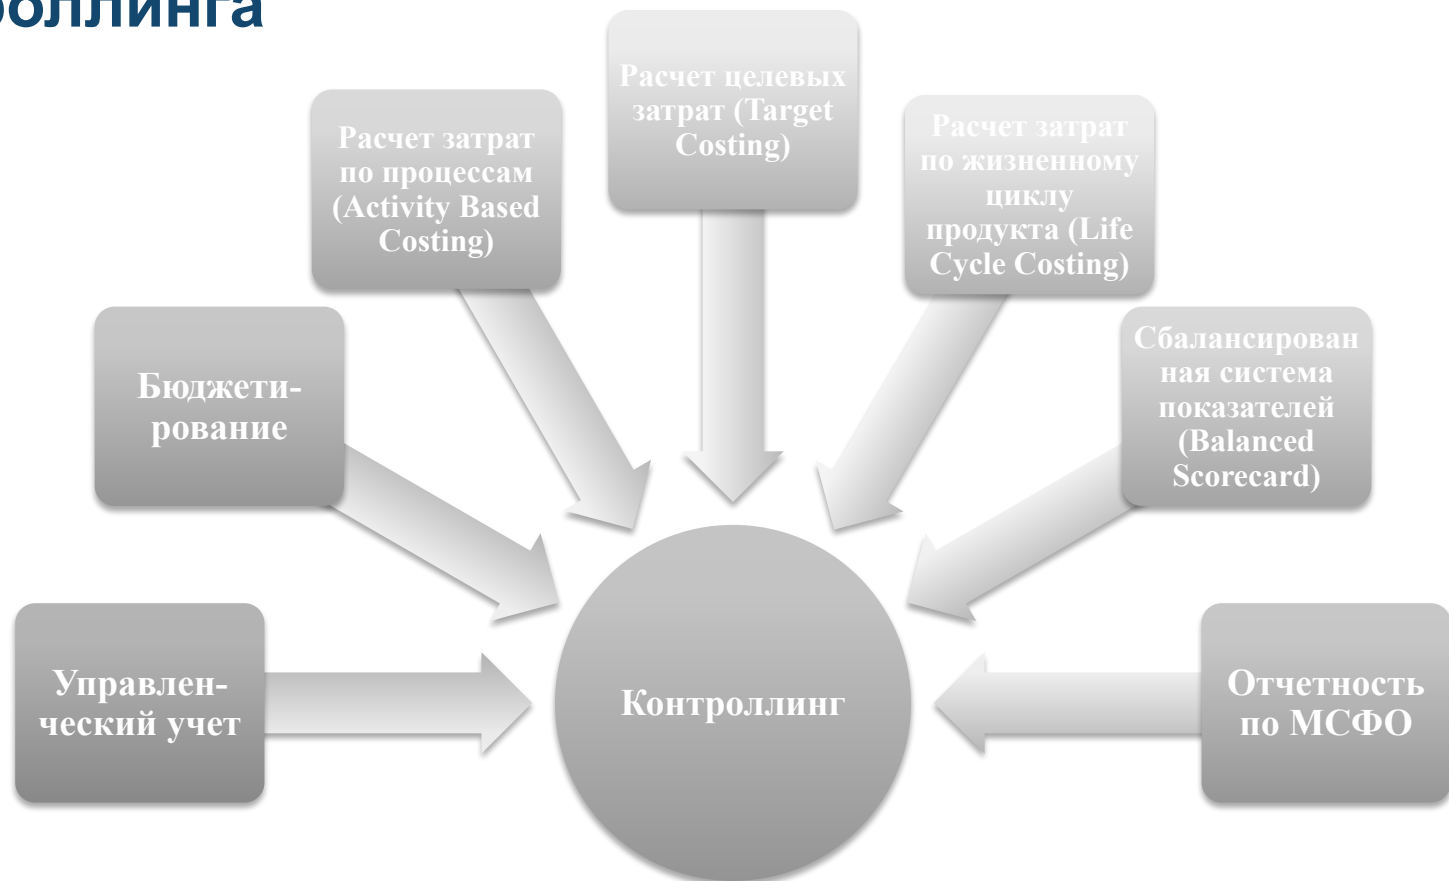 роллинга
Расчет целевых
затрат (Target
Costing)
Расчет затрат
по процессам
(Activity Based
Costing)
Расчет затрат
по жизненному
циклу
продукта (Life
Cycle Costing)
Бюджети-
рование
Сбалансирован
ная система
показателей
(Balanced
Scorecard)
Управлен-
ческий учет
Контроллинг
Отчетность
по МСФО